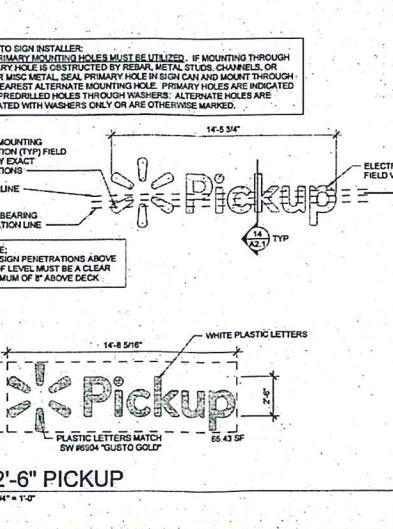 TO SIGN INSTALLER:
PRIMARY MOUNTING HOLES MUST BE UTILIZED. IF MOUNTING THROUGH
ARY HOLE IS OBSTRUCTED BY REBAR, METAL STUDS, CHANNELS, OR
R MISC METAL, SEAL PRIMARY HOLE IN SIGN CAN AND MOUNT THROUGH
EAREST ALTERNATE MOUNTING HOLE. PRIMARY HOLES ARE INDICATED
PREDRILLED HOLES THROUGH WASHERS. ALTERNATE HOLES ARE
ATED WITH WASHERS ONLY OR ARE OTHERWISE MARKED.
14'-5 3/4"
MOUNTING
TION (TYP) FIELD
Y EXACT
TIONS
LINE
BEARING
ATION LINE
Pickup
ELECT
FIELD V
14
A2.1
TYP
E;
SIGN PENETRATIONS ABOVE
OF LEVEL MUST BE A CLEAR
MUM OF 8" ABOVE DECK
WHITE PLASTIC LETTERS
14'-8 5/16"
Pickup
2'-6"
PLASTIC LETTERS MATCH
SW #6904 "GUSTO GOLD"
65.43 SF
2'-6" PICKUP
/4" = 1'-0"